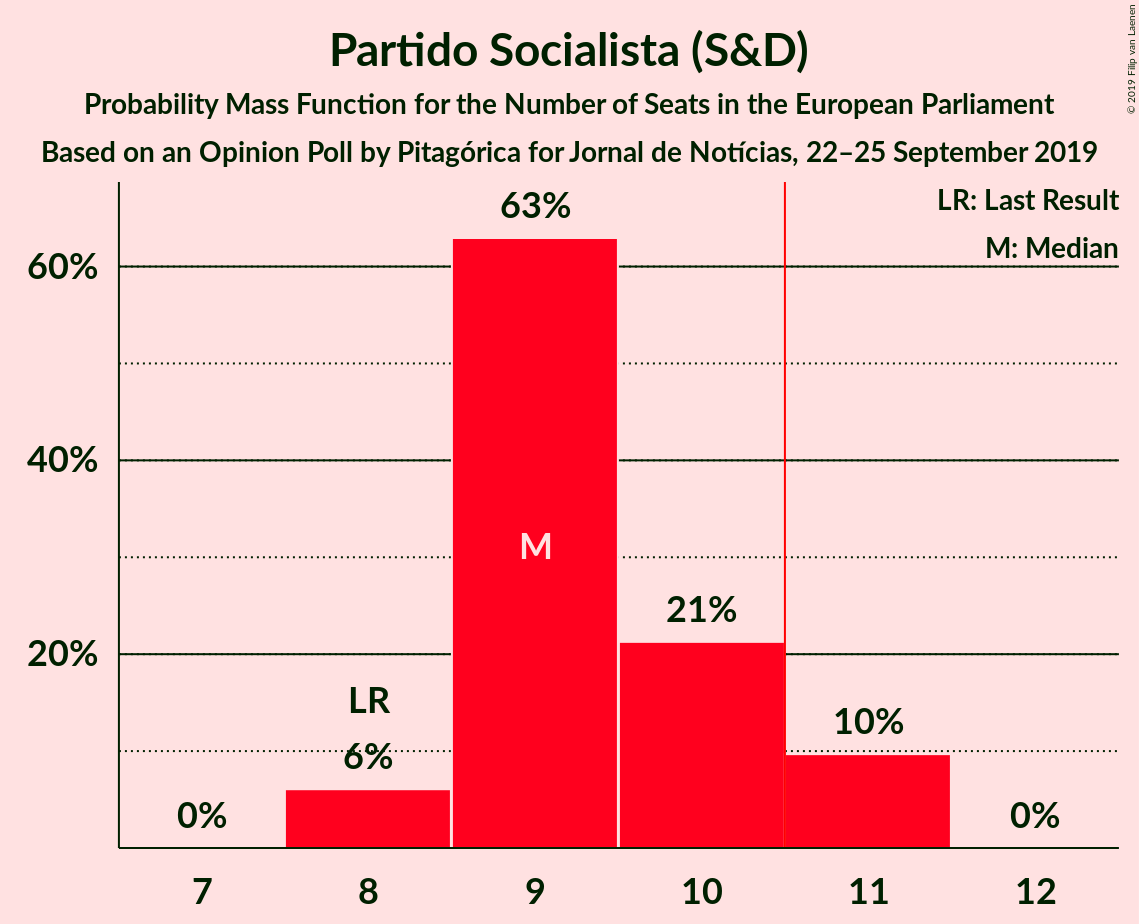 Partido Socialista (S&D)
Probability Mass Function for the Number of Seats in the European Parliament
Based on an Opinion Poll by Pitagórica for Jornal de Notícias, 22–25 September 2019
© 2019 Filip van Laenen
LR: Last Result
M: Median
60%
40%
20%
63%
M
21%
LR
6%
10%
0%
0%
7 8 9 10 11 12